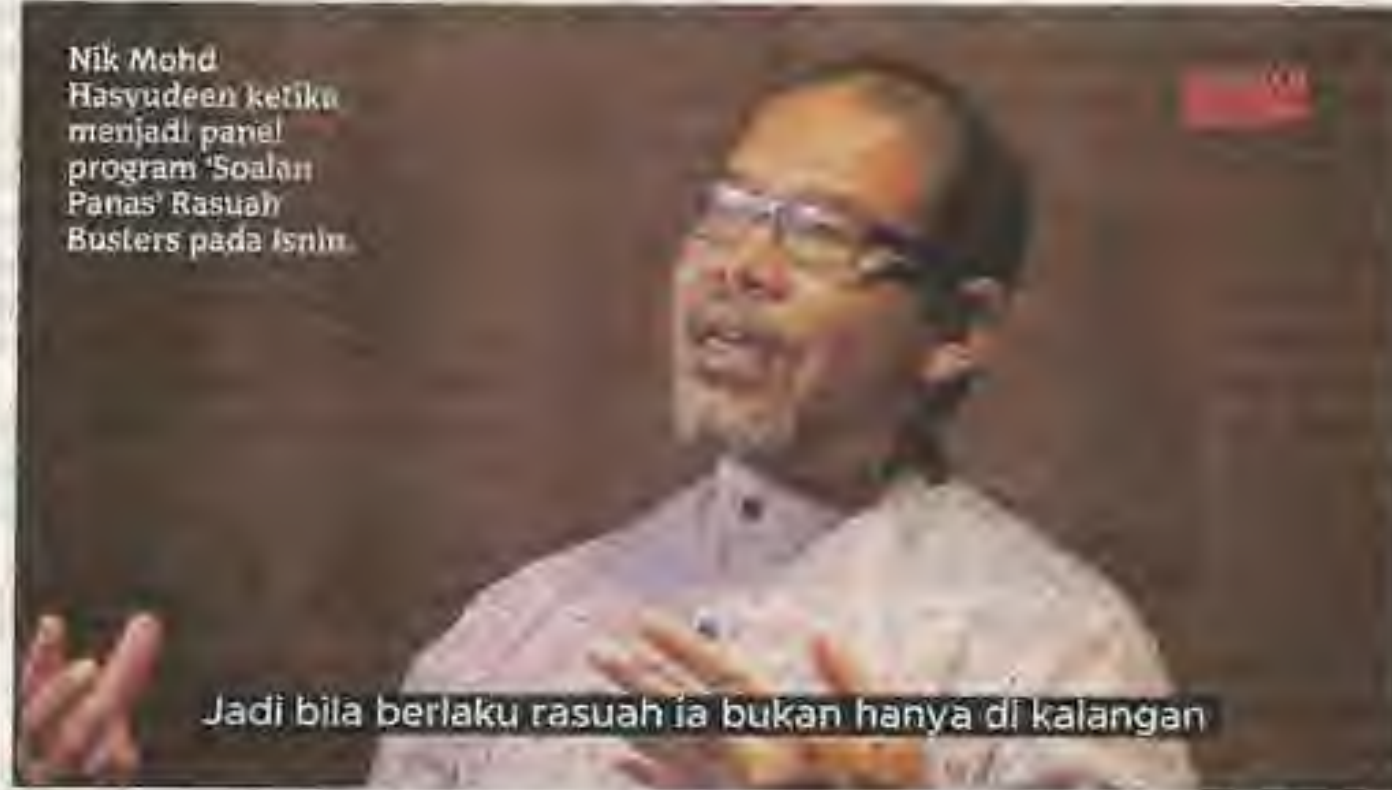 Nik Mohd
Hasyudeen ketika
menjadi panel
program 'Soalan
Panas' Rasuah
Busters pada Isnin.
Jadi bila berlaku rasuah ia bukan hanya di kalangan